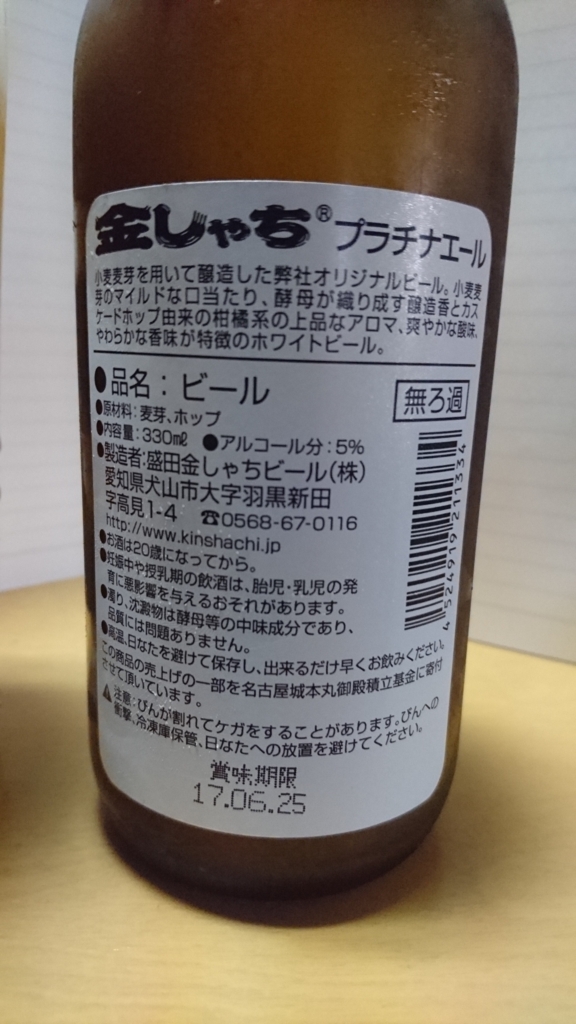 金しゃち® プラチナエール
小麦麦芽を用いて醸造した弊社オリジナルビール。小麦麦
芽のマイルドな口当たり、酵母が織り成す醸造香とカス
ケードホップ由来の柑橘系の上品なアロマ、爽やかな酸味、
やわらかな香味が特徴のホワイトビール。
●品名：ビール
無ろ過
●原材料：麦芽、ホップ
●内容量：330㎖ ●アルコール分：5%
●製造者：盛田金しゃちビール(株)
愛知県犬山市大字羽黒新田
字高見1-4 ☎0568-67-0116
http://www.kinshachi.jp
●お酒は20歳になってから。
●妊娠中や授乳期の飲酒は、胎児・乳児の発
育に悪影響を与えるおそれがあります。
●濁り、沈澱物は酵母等の中味成分であり、
品質には問題ありません。
●高温、日なたを避けて保存し、出来るだけ早くお飲みください。
この商品の売上げの一部を名古屋城本丸御殿積立基金に寄付
させて頂いています。
⚠注意：びんが割れてケガをすることがあります。びんへの
衝撃、冷凍庫保管、日なたへの放置を避けてください。
4 524919 211334
賞味期限
17.06.25